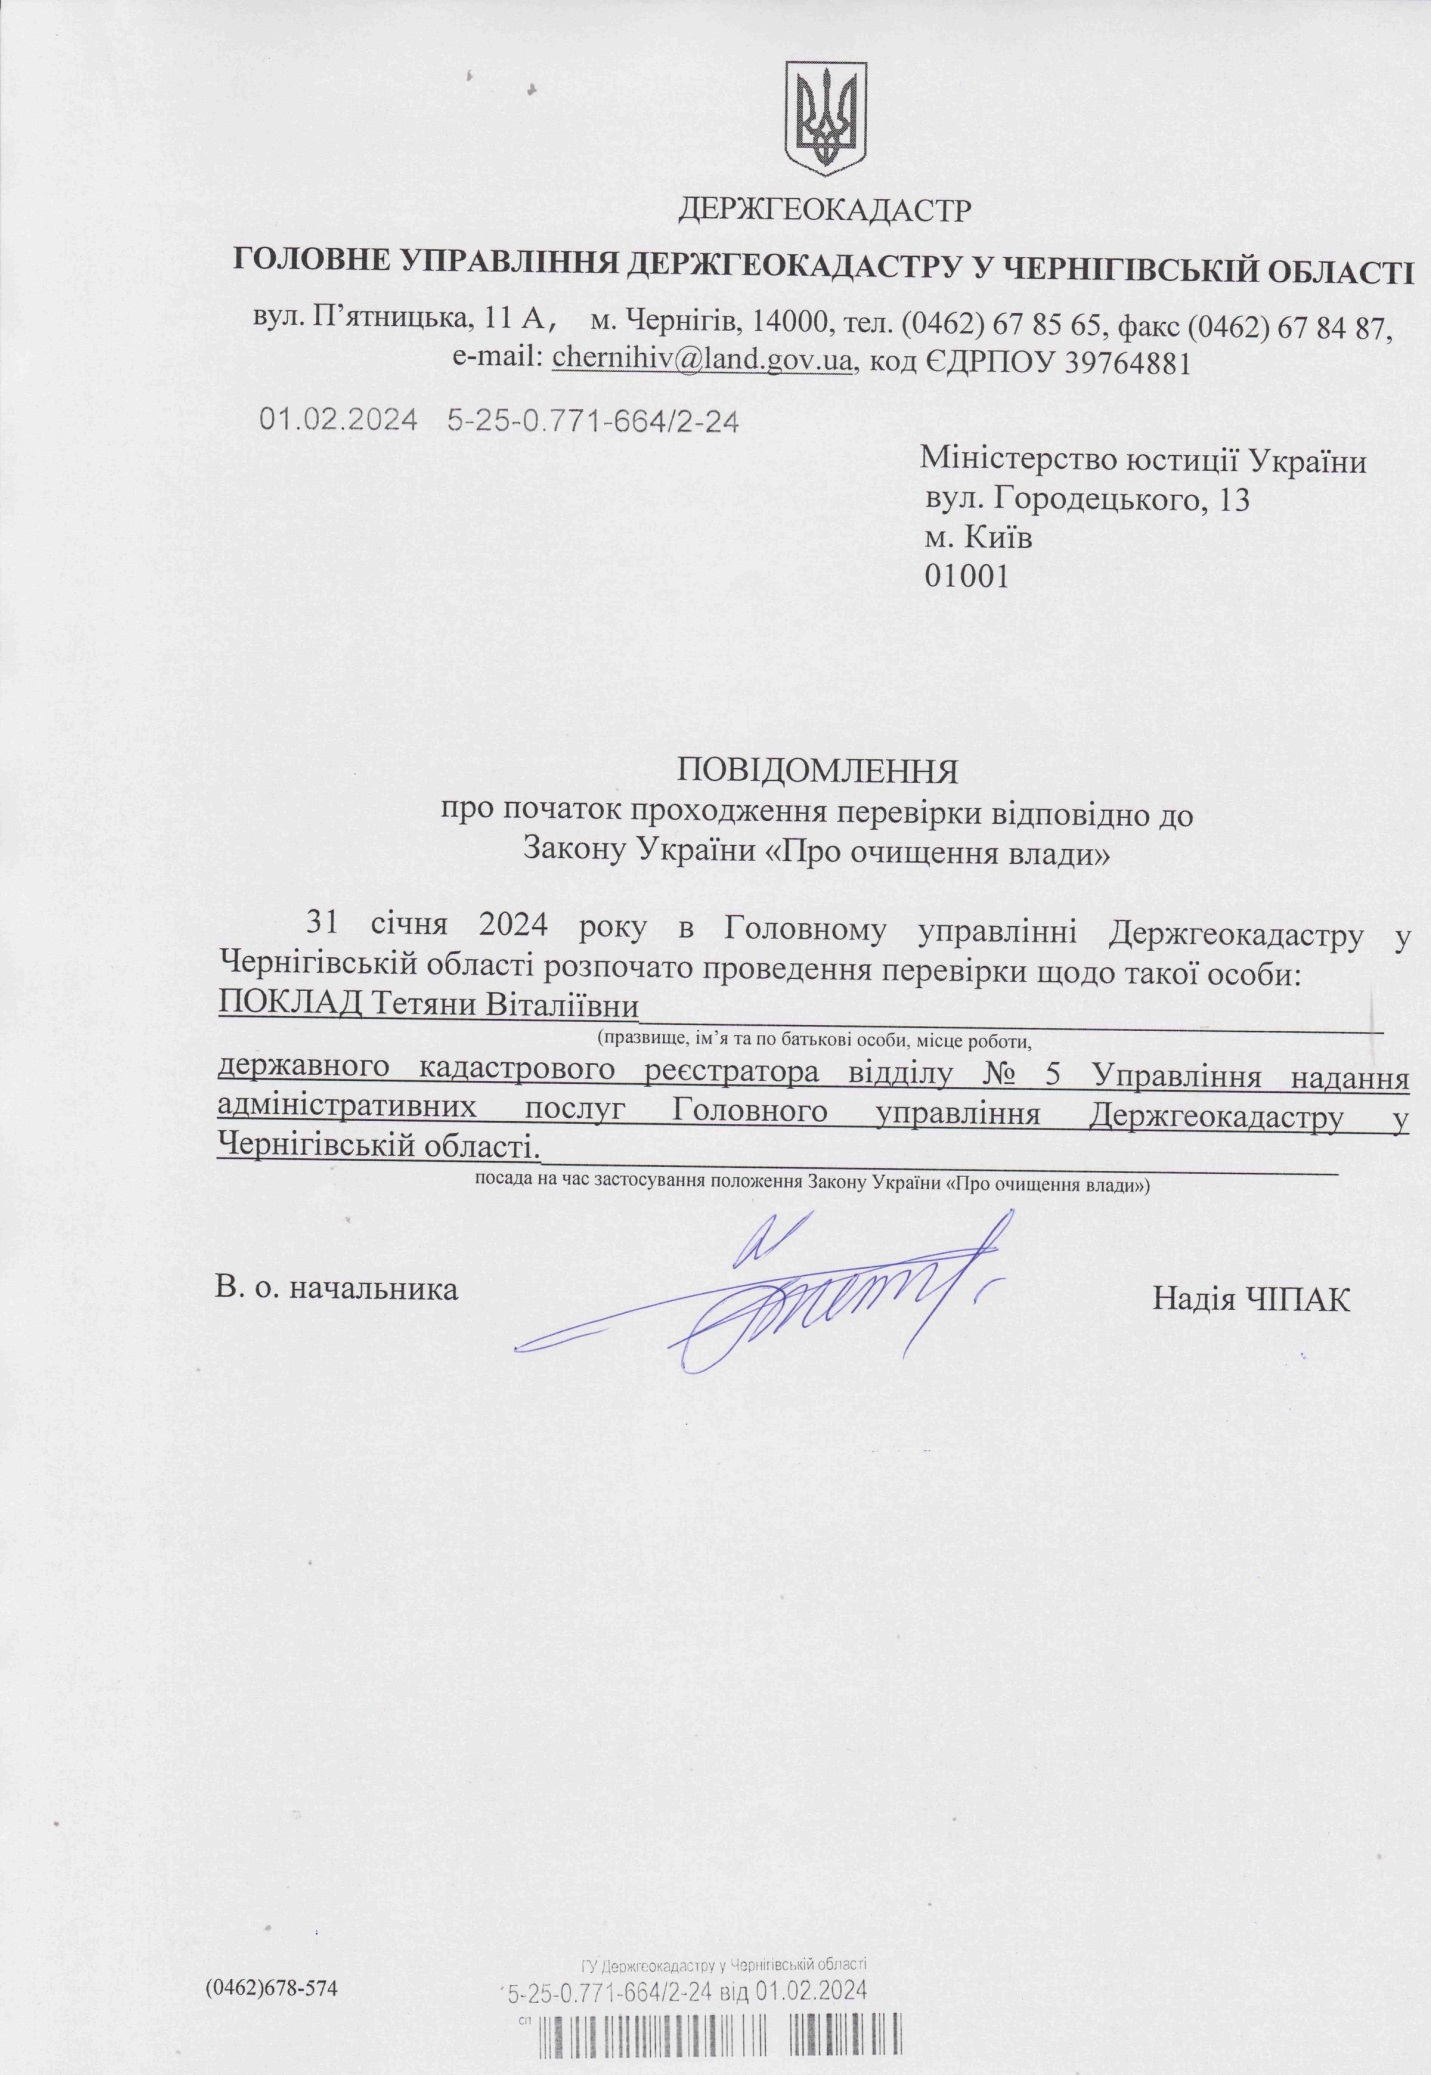 ДЕРЖГЕОКАДАСТР
ГОЛОВНЕ УПРАВЛІННЯ ДЕРЖГЕОКАДАСТРУ У ЧЕРНІГІВСЬКІЙ ОБЛАСТІ
вул. П’ятницька, 11 А, м. Чернігів, 14000, тел. (0462) 67 85 65, факс (0462) 67 84 87,
e-mail: chernihiv@land.gov.ua, код ЄДРПОУ 39764881
01.02.2024 5-25-0.771-664/2-24
Міністерство юстиції України
вул. Городецького, 13
м. Київ
01001
ПОВІДОМЛЕННЯ
про початок проходження перевірки відповідно до
Закону України «Про очищення влади»
31 січня 2024 року в Головному управлінні Держгеокадастру у
Чернігівській області розпочато проведення перевірки щодо такої особи:
ПОКЛАД Тетяни Віталіївни
(празвище, ім’я та по батькові особи, місце роботи,
державного кадастрового реєстратора відділу № 5 Управління надання
адміністративних послуг Головного управління Держгеокадастру у
Чернігівській області.
посада на час застосування положення Закону України «Про очищення влади»)
В. о. начальника
Надія ЧІПАК
ГУ Держгеокадастру у Чернігівській області
(0462)678-574
5-25-0.771-664/2-24 від 01.02.2024
СП